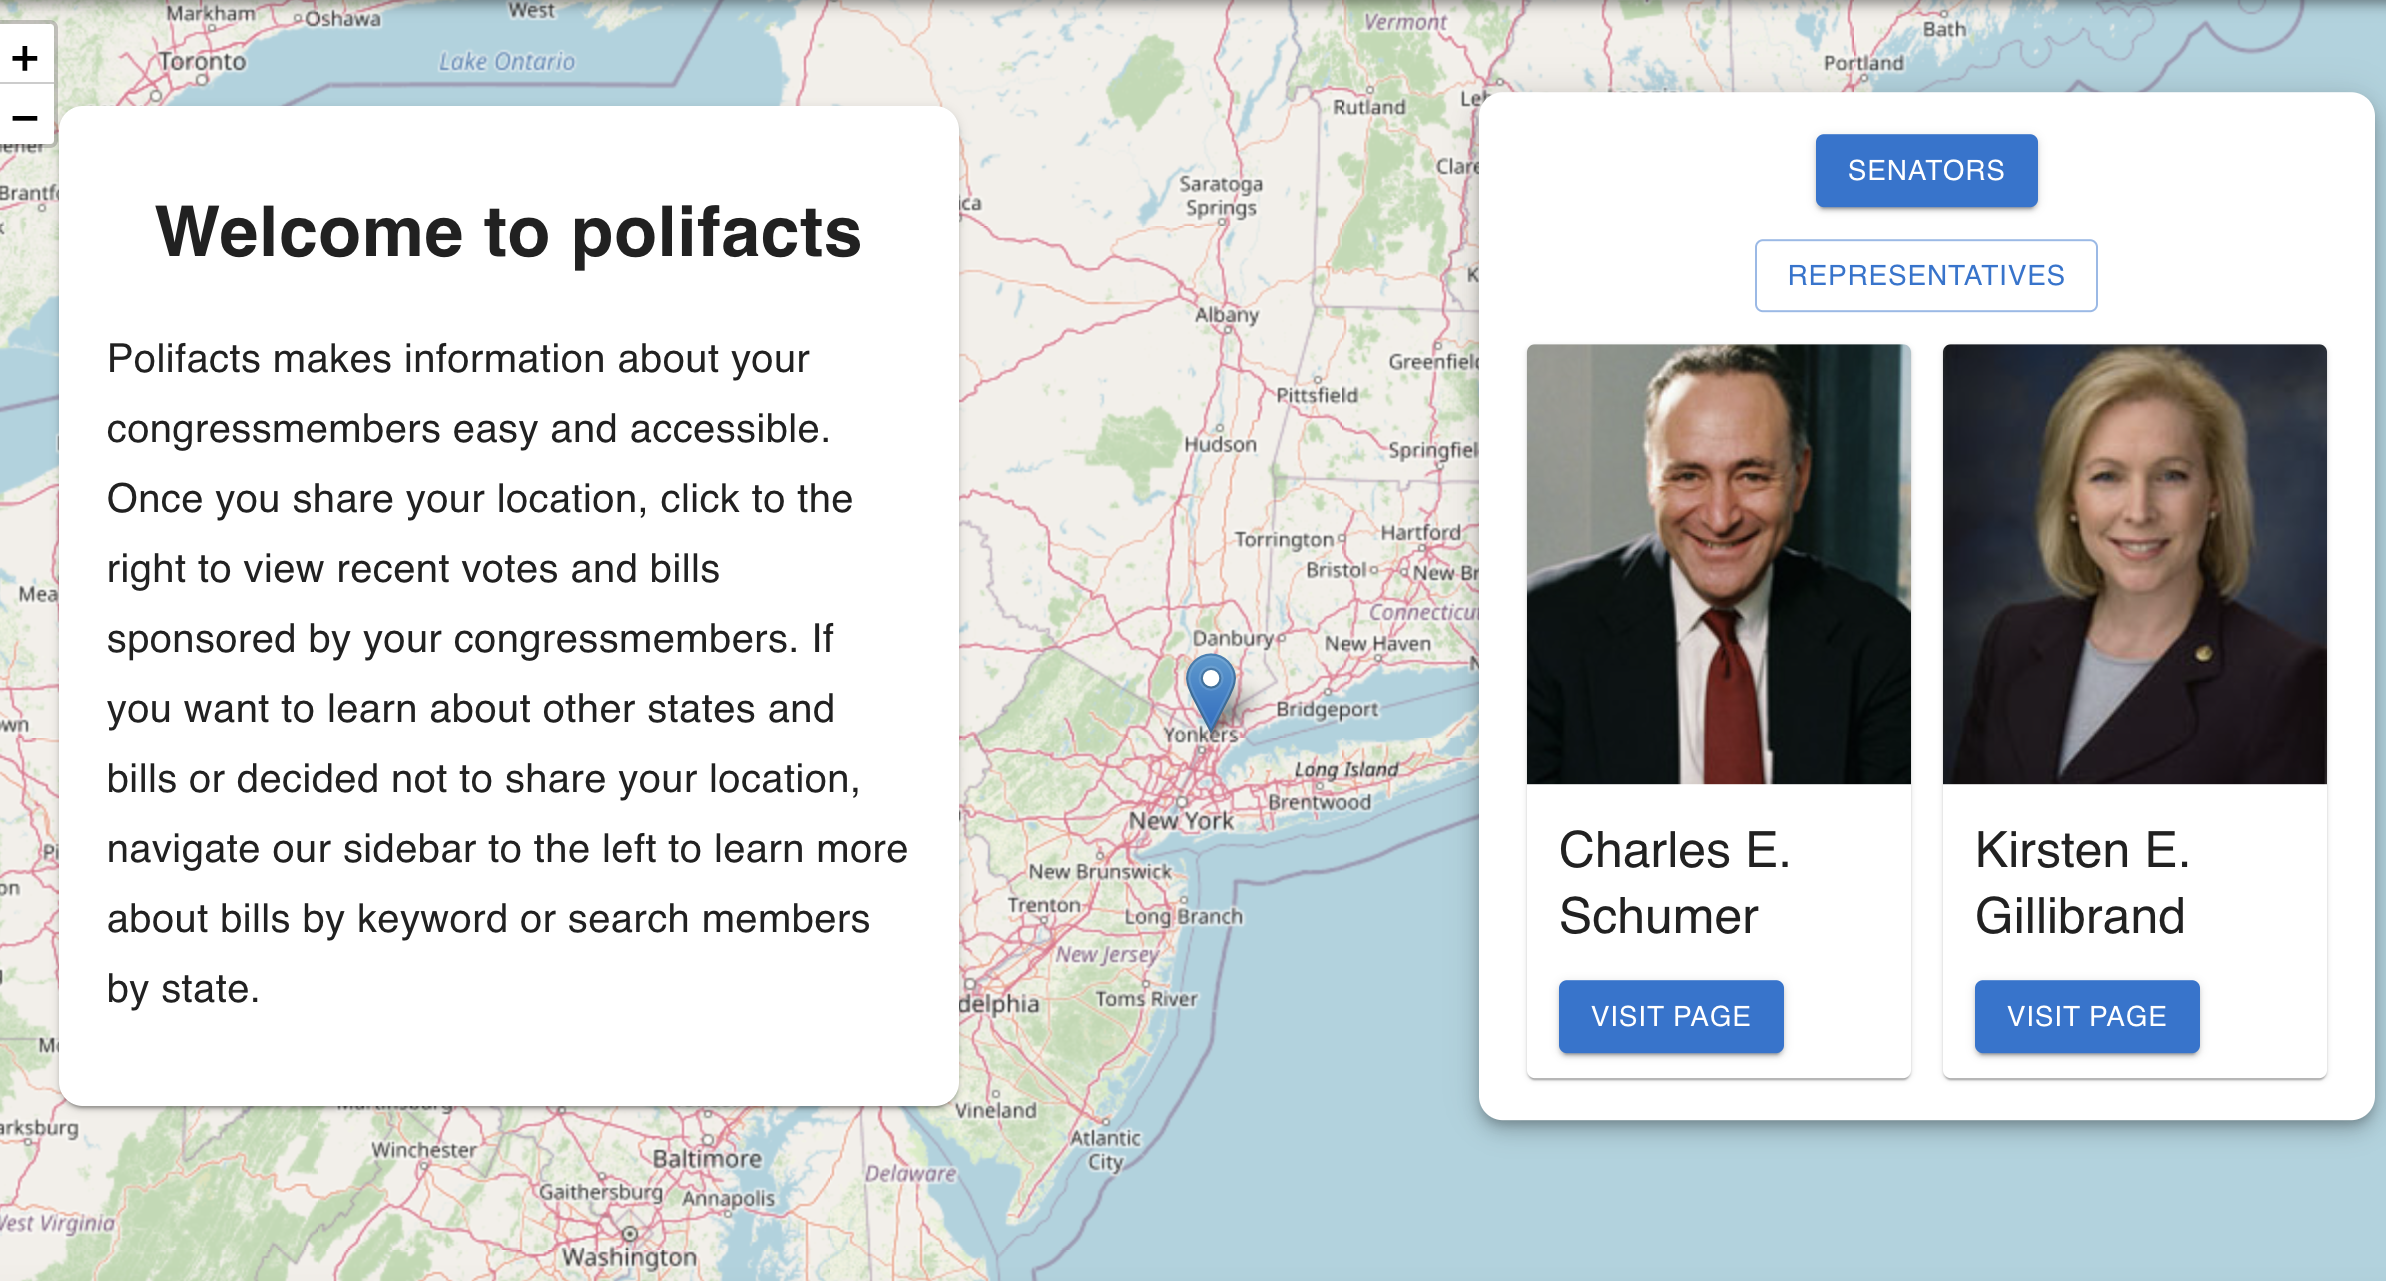 Markham
Oshawa
West
Toronto
Lake Ontario
Vermont
Bath
Portland
Rutland
+
−
Saratoga
Springs
Albany
Pittsfield
Hudson
Torrington
Hartford
Bristol
Danbury
New Haven
Bridgeport
Yonkers
Long Island
Brentwood
New York
New Brunswick
Trenton
Long Branch
New Jersey
Toms River
Vineland
Atlantic
City
Winchester
Baltimore
Delaware
Gaithersburg
Annapolis
Washington
Welcome to polifacts
Polifacts makes information about your
congressmembers easy and accessible.
Once you share your location, click to the
right to view recent votes and bills
sponsored by your congressmembers. If
you want to learn about other states and
bills or decided not to share your location,
navigate our sidebar to the left to learn more
about bills by keyword or search members
by state.
SENATORS
REPRESENTATIVES
Charles E.
Schumer
VISIT PAGE
Kirsten E.
Gillibrand
VISIT PAGE